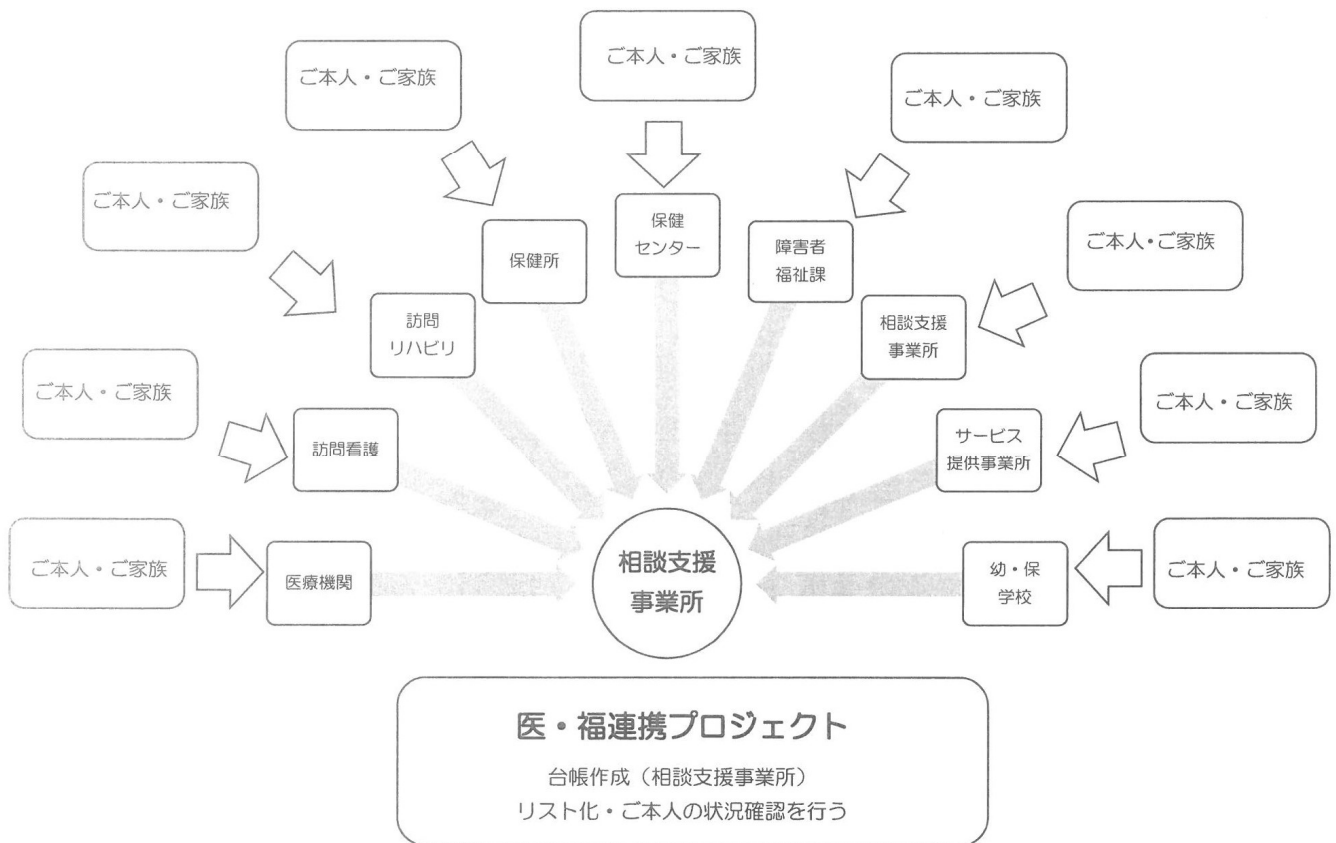 ご本人・ご家族
ご本人・ご家族
ご本人・ご家族
ご本人・ご家族
ご本人・ご家族
ご本人・ご家族
ご本人・ご家族
ご本人・ご家族
ご本人・ご家族
保健
センター
保健所
障害者
福祉課
訪問
リハビリ
相談支援
事業所
訪問看護
サービス
提供事業所
医療機関
幼・保
学校
相談支援
事業所
医・福連携プロジェクト
台帳作成（相談支援事業所）
リスト化・ご本人の状況確認を行う